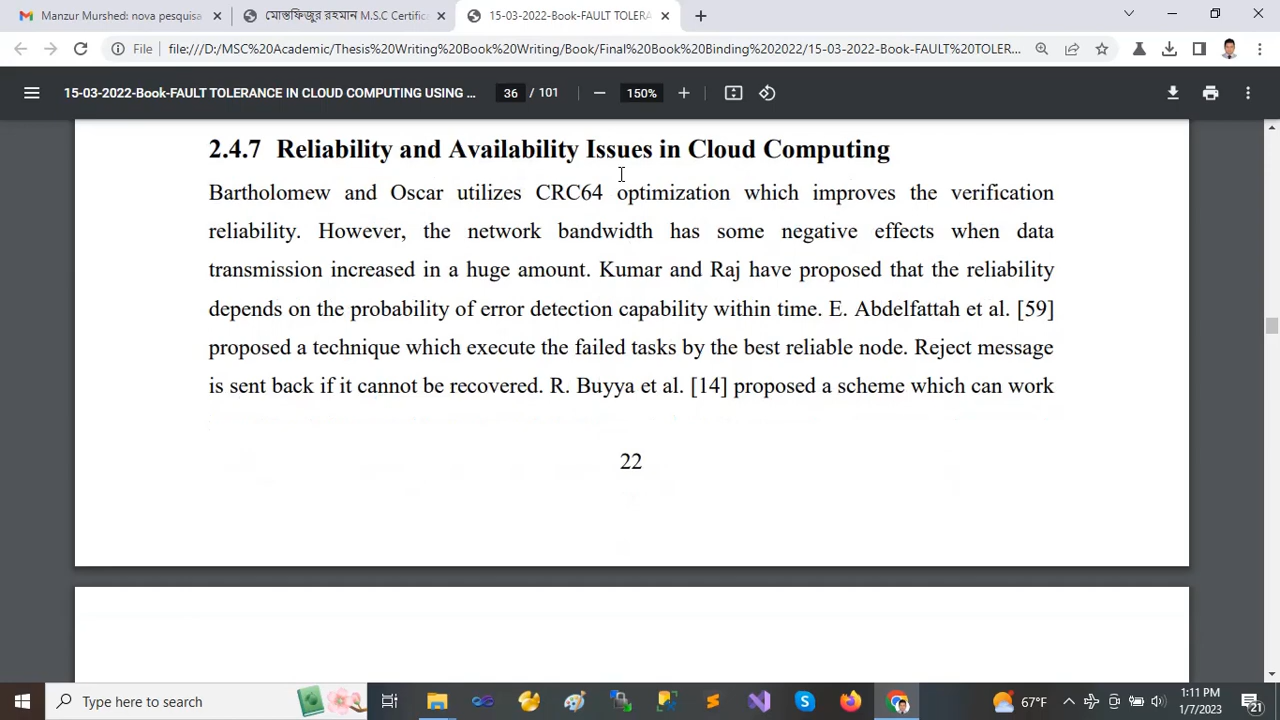 Manzur Murshed: nova pesquisa
মোস্তফিজুর রহমান M.S.C Certific
15-03-2022-Book-FAULT TOLERA
File file:///D:/MSC%20Academic/Thesis%20Writing%20Book%20Writing/Book/Final%20Book%20Binding%202022/15-03-2022-Book-FAULT%20TOLER...
15-03-2022-Book-FAULT TOLERANCE IN CLOUD COMPUTING USING ... 36 / 101 150%
2.4.7 Reliability and Availability Issues in Cloud Computing
Bartholomew and Oscar utilizes CRC64 optimization which improves the verification
reliability. However, the network bandwidth has some negative effects when data
transmission increased in a huge amount. Kumar and Raj have proposed that the reliability
depends on the probability of error detection capability within time. E. Abdelfattah et al. [59]
proposed a technique which execute the failed tasks by the best reliable node. Reject message
is sent back if it cannot be recovered. R. Buyya et al. [14] proposed a scheme which can work
22
Type here to search
67°F
1:11 PM
1/7/2023
21